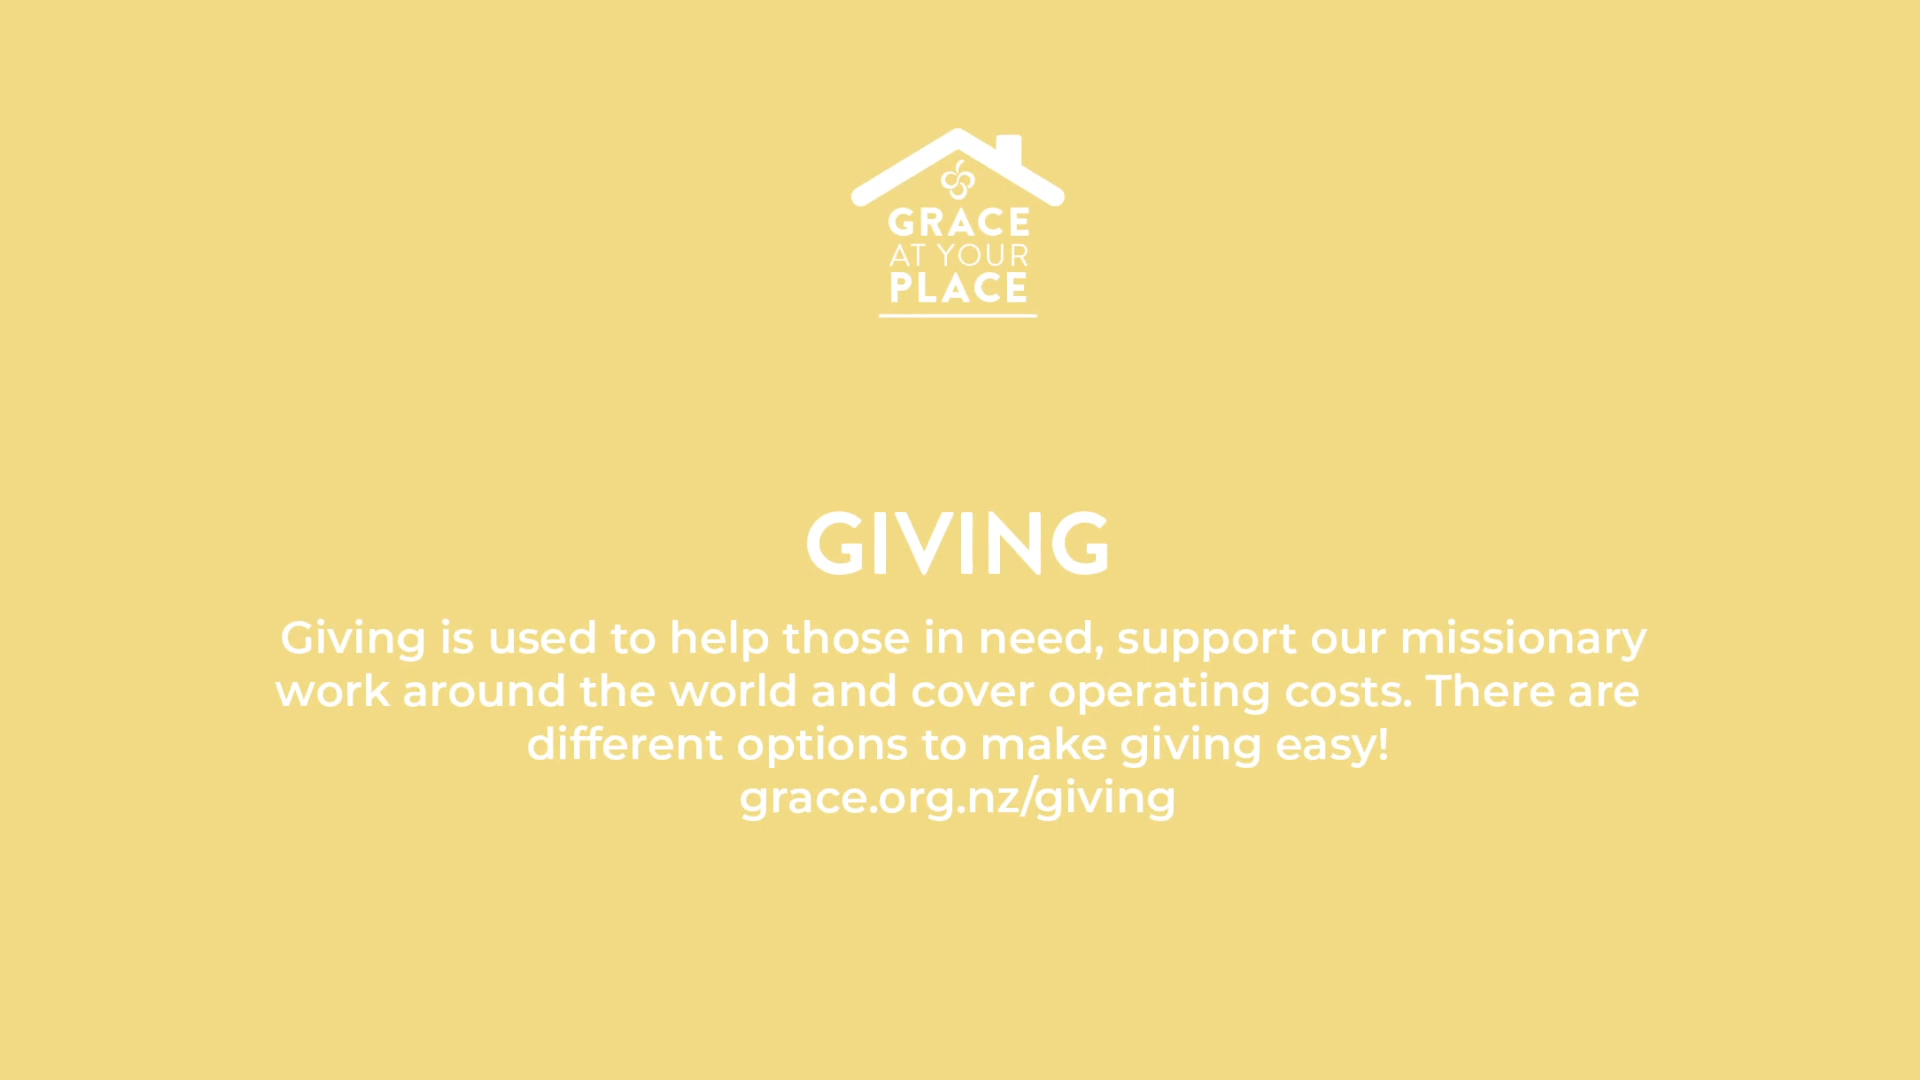 GRACE
AT YOUR
PLACE
GIVING
Giving is used to help those in need, support our missionary
work around the world and cover operating costs. There are
different options to make giving easy!
grace.org.nz/giving